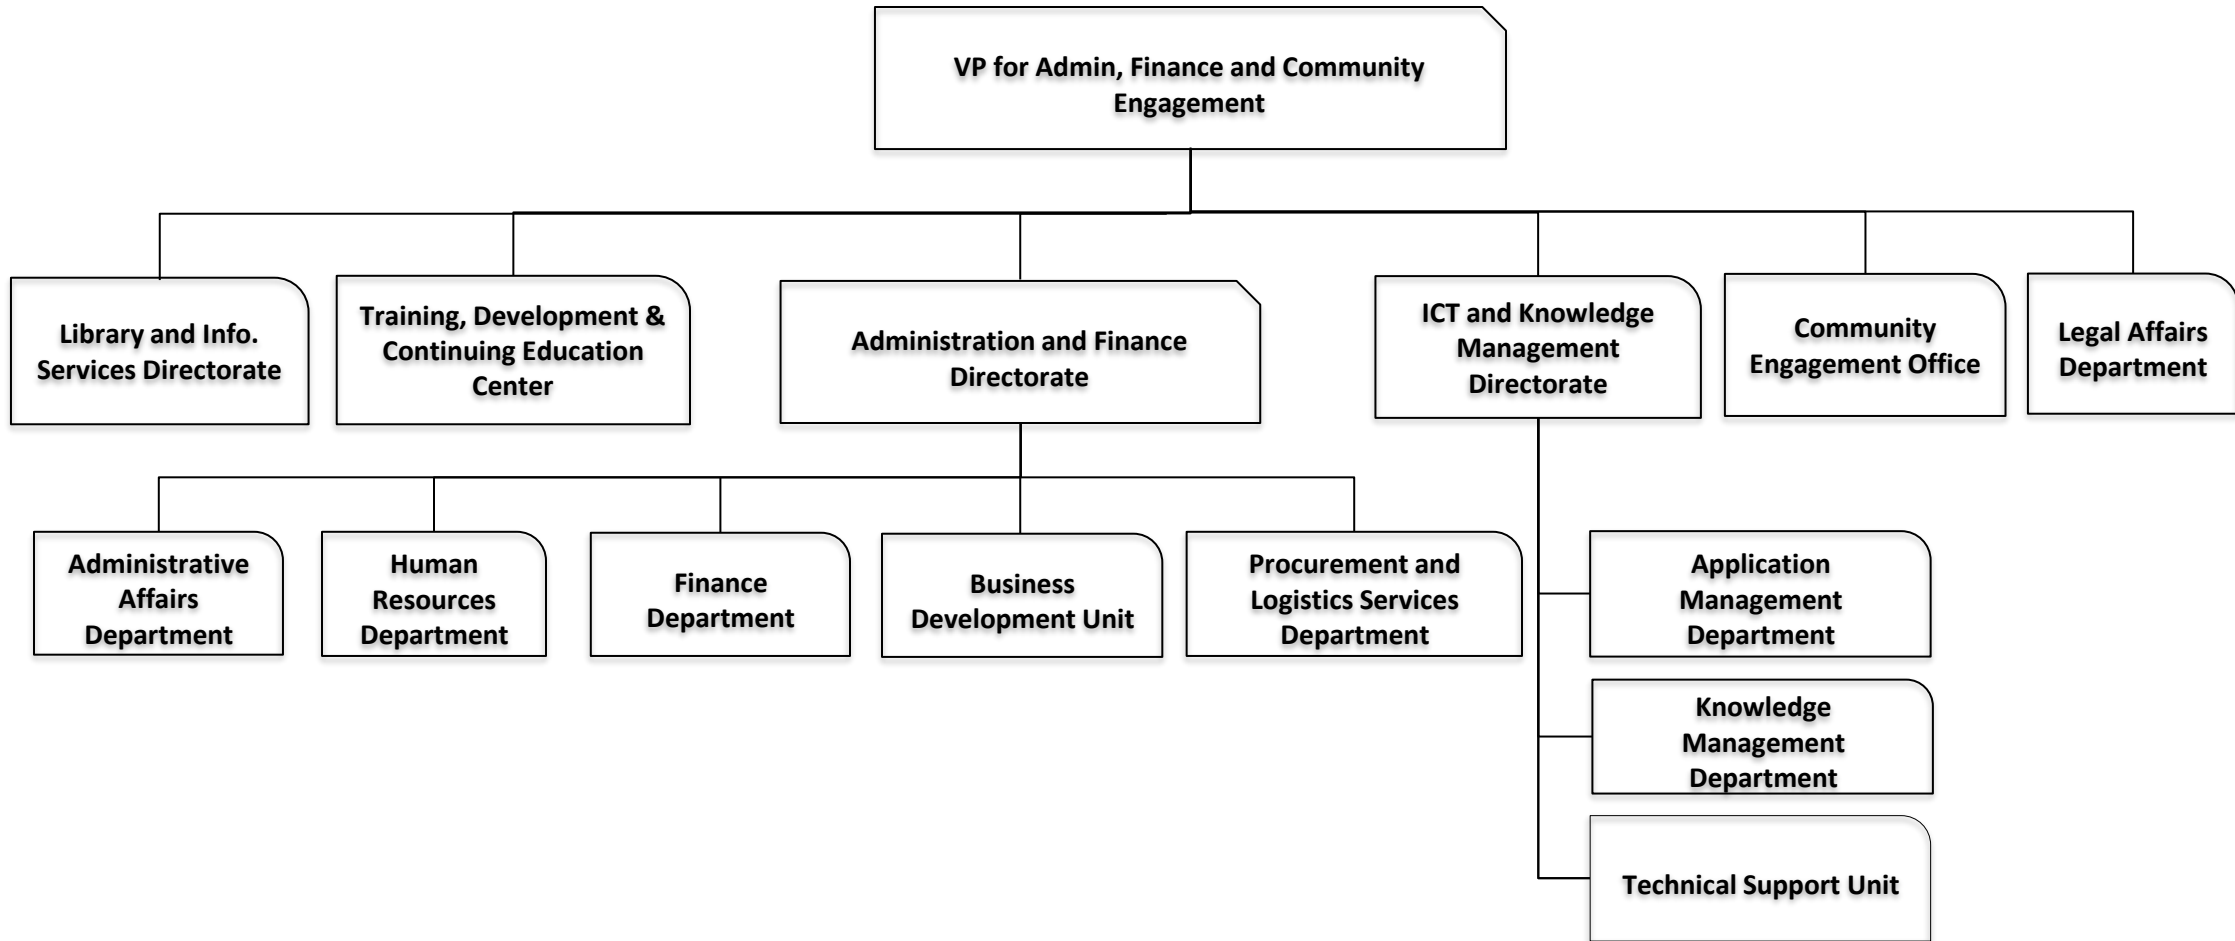 VP for Admin, Finance and Community
Engagement
Library and Info.
Services Directorate
Training, Development &
Continuing Education
Center
Administration and Finance
Directorate
ICT and Knowledge
Management
Directorate
Community
Engagement Office
Legal Affairs
Department
Administrative
Affairs
Department
Human
Resources
Department
Finance
Department
Business
Development Unit
Procurement and
Logistics Services
Department
Application
Management
Department
Knowledge
Management
Department
Technical Support Unit